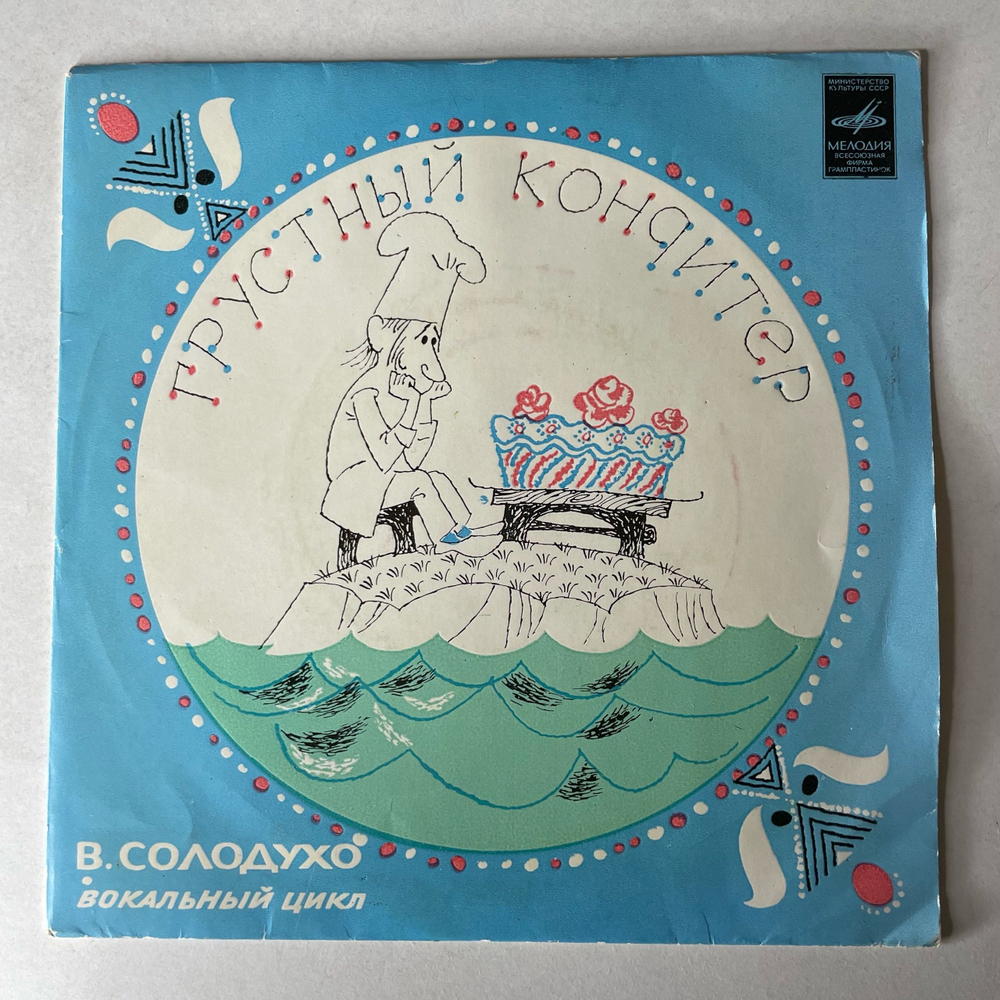 МИНИСТЕРСТВО
КУЛЬТУРЫ СССР
МЕЛОДИЯ
ВСЕСОЮЗНАЯ
ФИРМА
ГРАМПЛАСТИНОК
ГРУСТНЫЙ КОНДИТЕР
В. СОЛОДУХО
ВОКАЛЬНЫЙ ЦИКЛ